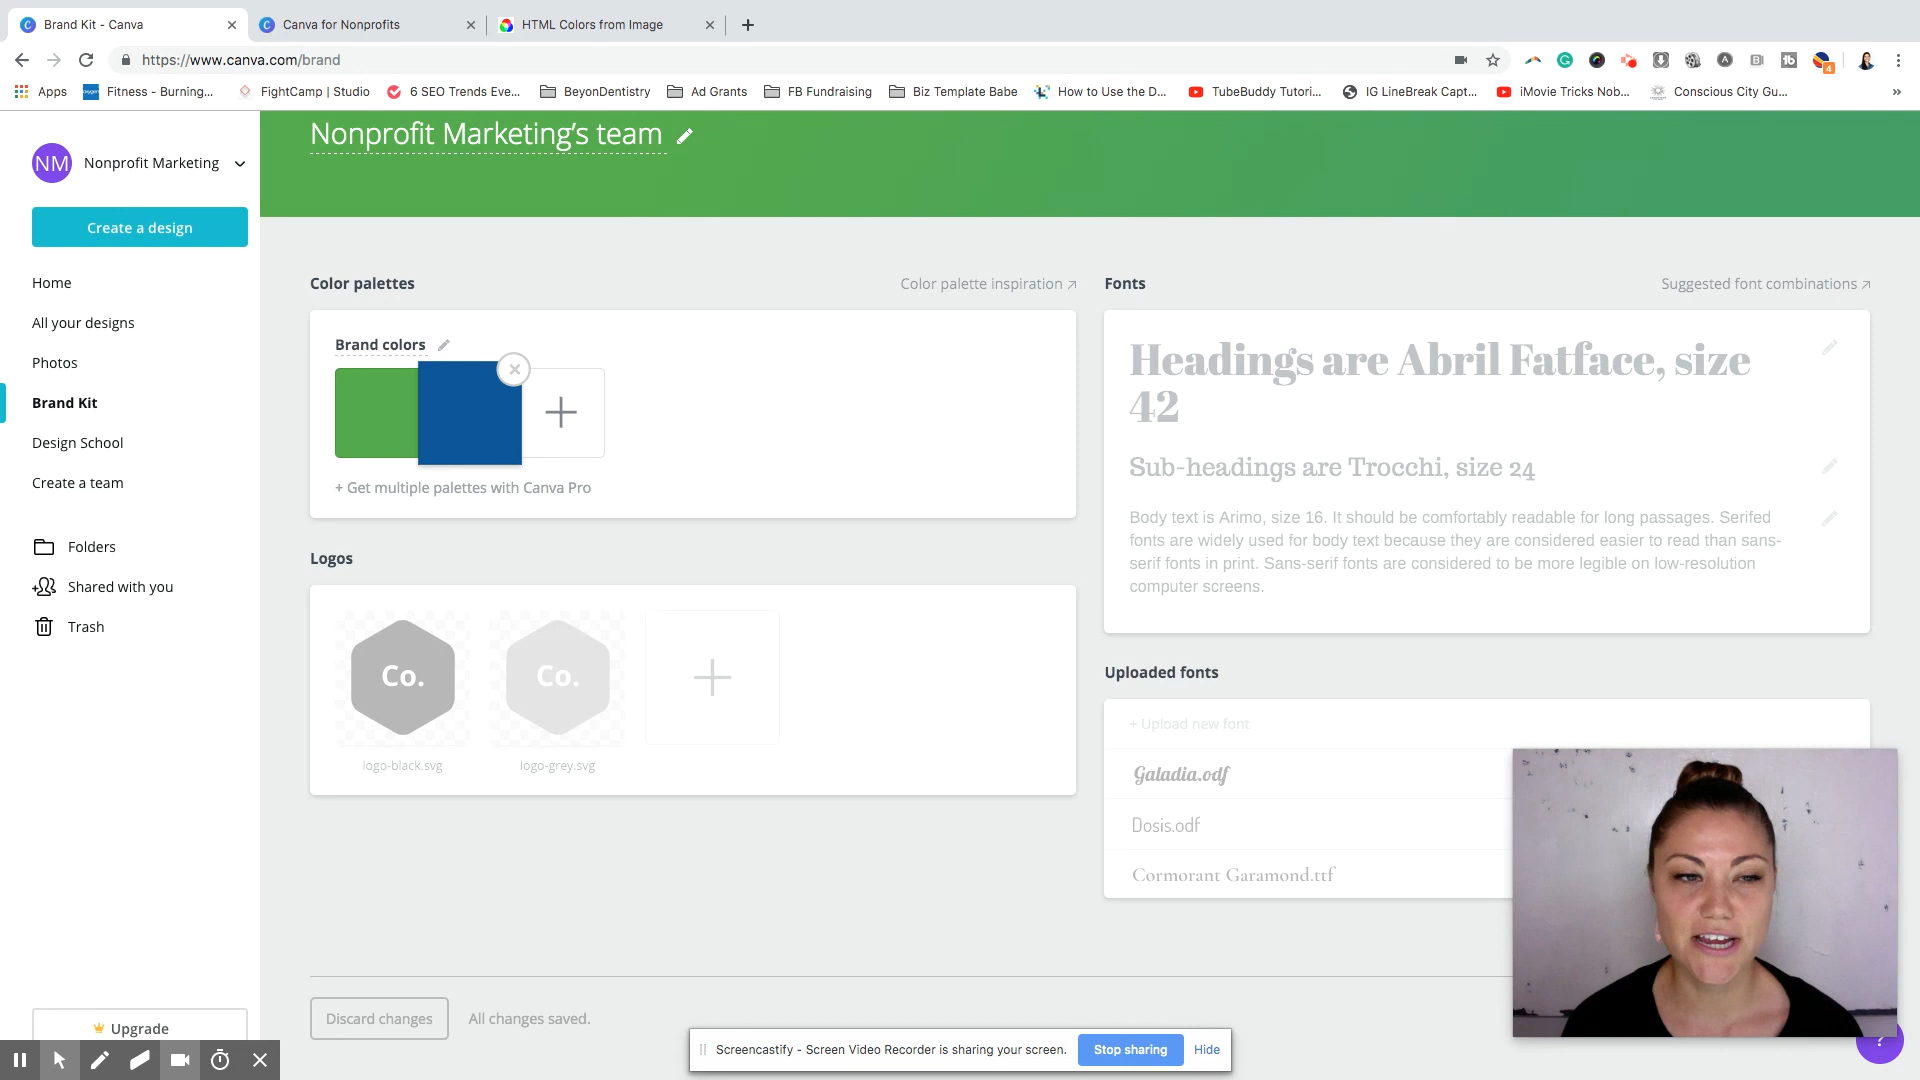 Brand Kit - Canva
Canva for Nonprofits
HTML Colors from Image
https://www.canva.com/brand
Apps
Fitness - Burning...
FightCamp | Studio
6 SEO Trends Eve...
BeyonDentistry
Ad Grants
FB Fundraising
Biz Template Babe
How to Use the D...
TubeBuddy Tutori...
IG LineBreak Capt...
iMovie Tricks Nob...
Conscious City Gu...
4
NM
Nonprofit Marketing
Create a design
Home
All your designs
Photos
Brand Kit
Design School
Create a team
Folders
Shared with you
Trash
Upgrade
Nonprofit Marketing's team
Color palettes
Color palette inspiration
Brand colors
+ Get multiple palettes with Canva Pro
Logos
Co.
Co.
logo-black.svg
logo-grey.svg
Fonts
Suggested font combinations
Headings are Abril Fatface, size
42
Sub-headings are Trocchi, size 24
Body text is Arimo, size 16. It should be comfortably readable for long passages. Serifed
fonts are widely used for body text because they are considered easier to read than sans-
serif fonts in print. Sans-serif fonts are considered to be more legible on low-resolution
computer screens.
Uploaded fonts
+ Upload new font
Galadia.odf
Dosis.odf
Cormorant Garamond.ttf
Discard changes
All changes saved.
Screencastify - Screen Video Recorder is sharing your screen.
Stop sharing
Hide
?